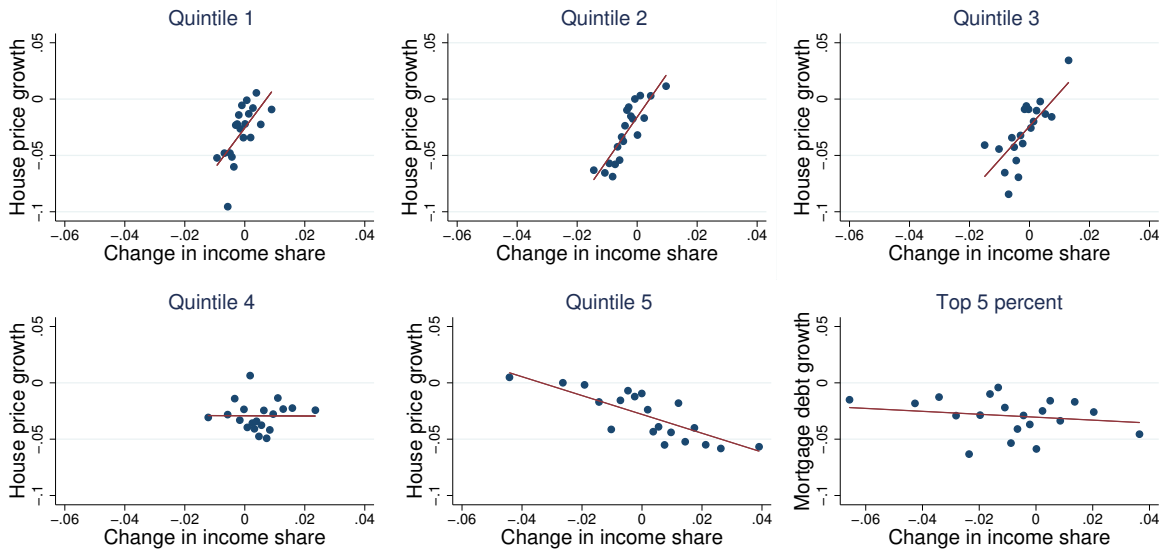 Quintile 1
House price growth
.05
0
−.05
−.1
−.06 −.04 −.02 0 .02 .04
Change in income share
Quintile 2
House price growth
.05
0
−.05
−.1
−.06 −.04 −.02 0 .02 .04
Change in income share
Quintile 3
House price growth
.05
0
−.05
−.1
−.06 −.04 −.02 0 .02 .04
Change in income share
Quintile 4
House price growth
.05
0
−.05
−.1
−.06 −.04 −.02 0 .02 .04
Change in income share
Quintile 5
House price growth
.05
0
−.05
−.1
−.06 −.04 −.02 0 .02 .04
Change in income share
Top 5 percent
Mortgage debt growth
.05
0
−.05
−.1
−.06 −.04 −.02 0 .02 .04
Change in income share